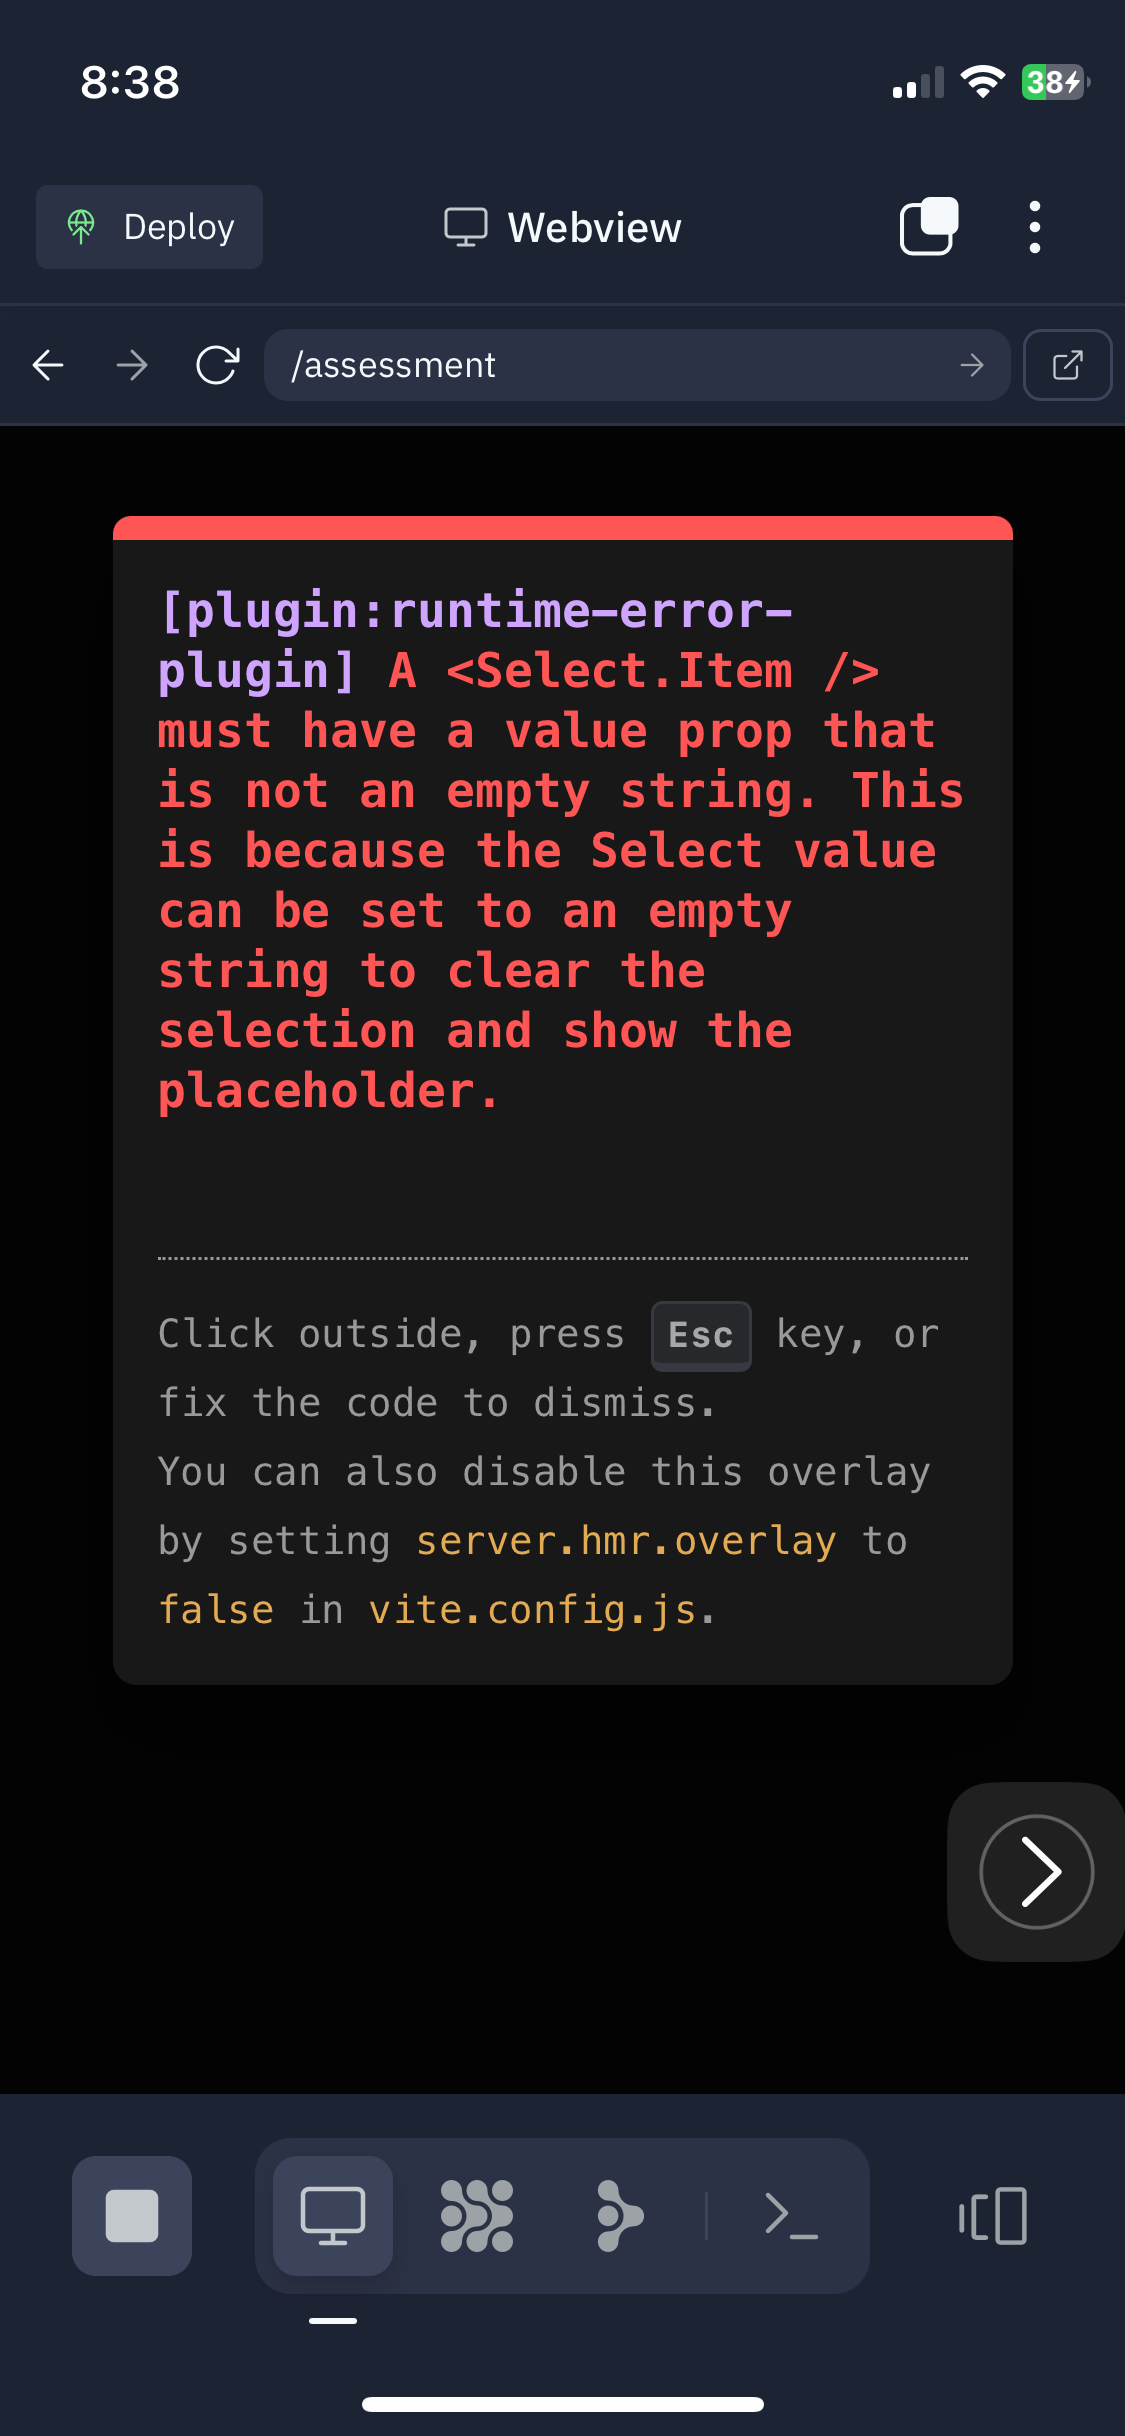 8:38
38
Deploy
Webview
/assessment
[plugin:runtime-error-
plugin] A <Select.Item />
must have a value prop that
is not an empty string. This
is because the Select value
can be set to an empty
string to clear the
selection and show the
placeholder.
Click outside, press Esc key, or
fix the code to dismiss.
You can also disable this overlay
by setting server.hmr.overlay to
false in vite.config.js.